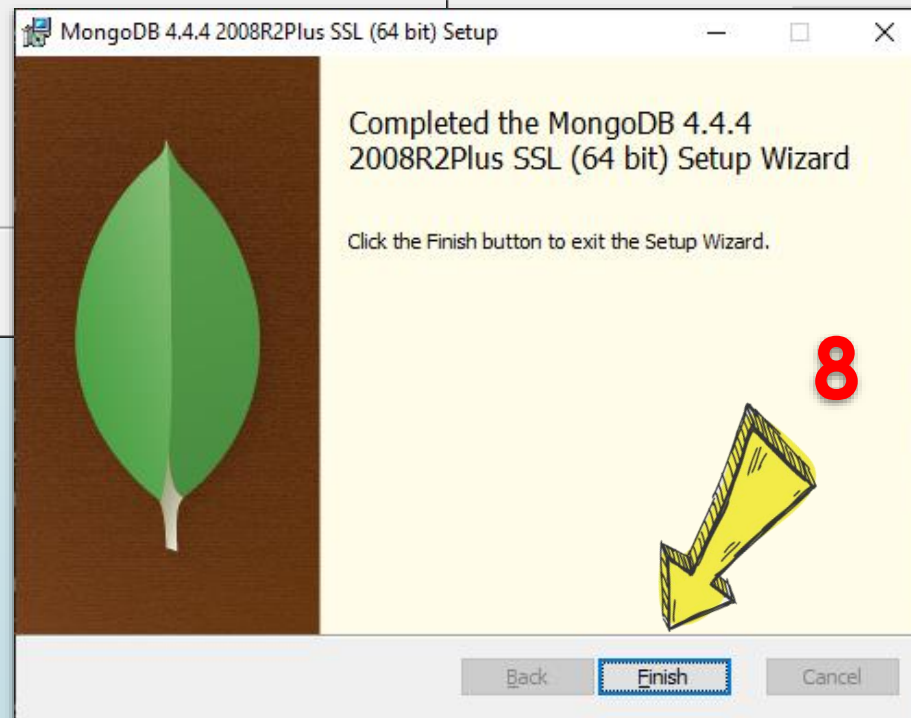 MongoDB 4.4.4 2008R2Plus SSL (64 bit) Setup
Completed the MongoDB 4.4.4
2008R2Plus SSL (64 bit) Setup Wizard
Click the Finish button to exit the Setup Wizard.
8
Back Finish Cancel